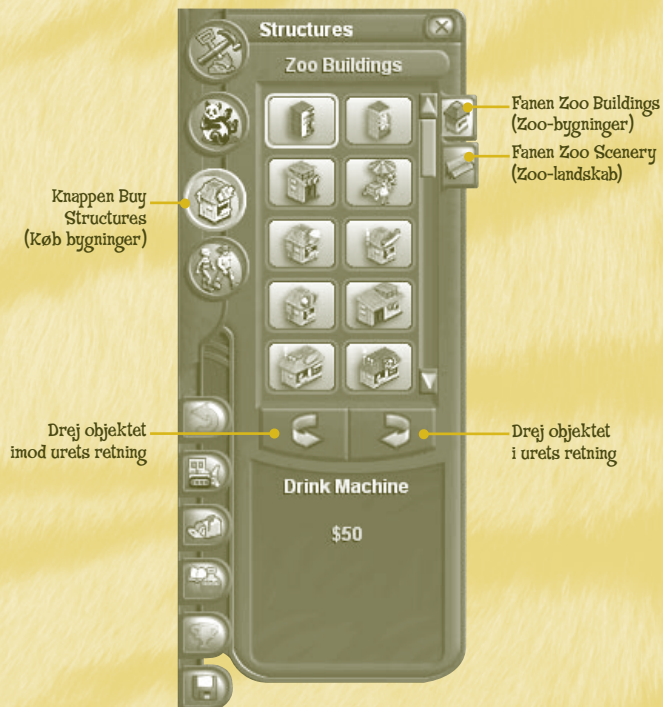 Structures
Zoo Buildings
Fanen Zoo Buildings
(Zoo-bygninger)
Fanen Zoo Scenery
(Zoo-landskab)
Knappen Buy
Structures
(Køb bygninger)
Drej objektet
imod urets retning
Drej objektet
i urets retning
Drink Machine
$50